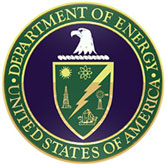 DEPARTMENT OF ENERGY
UNITED STATES OF AMERICA